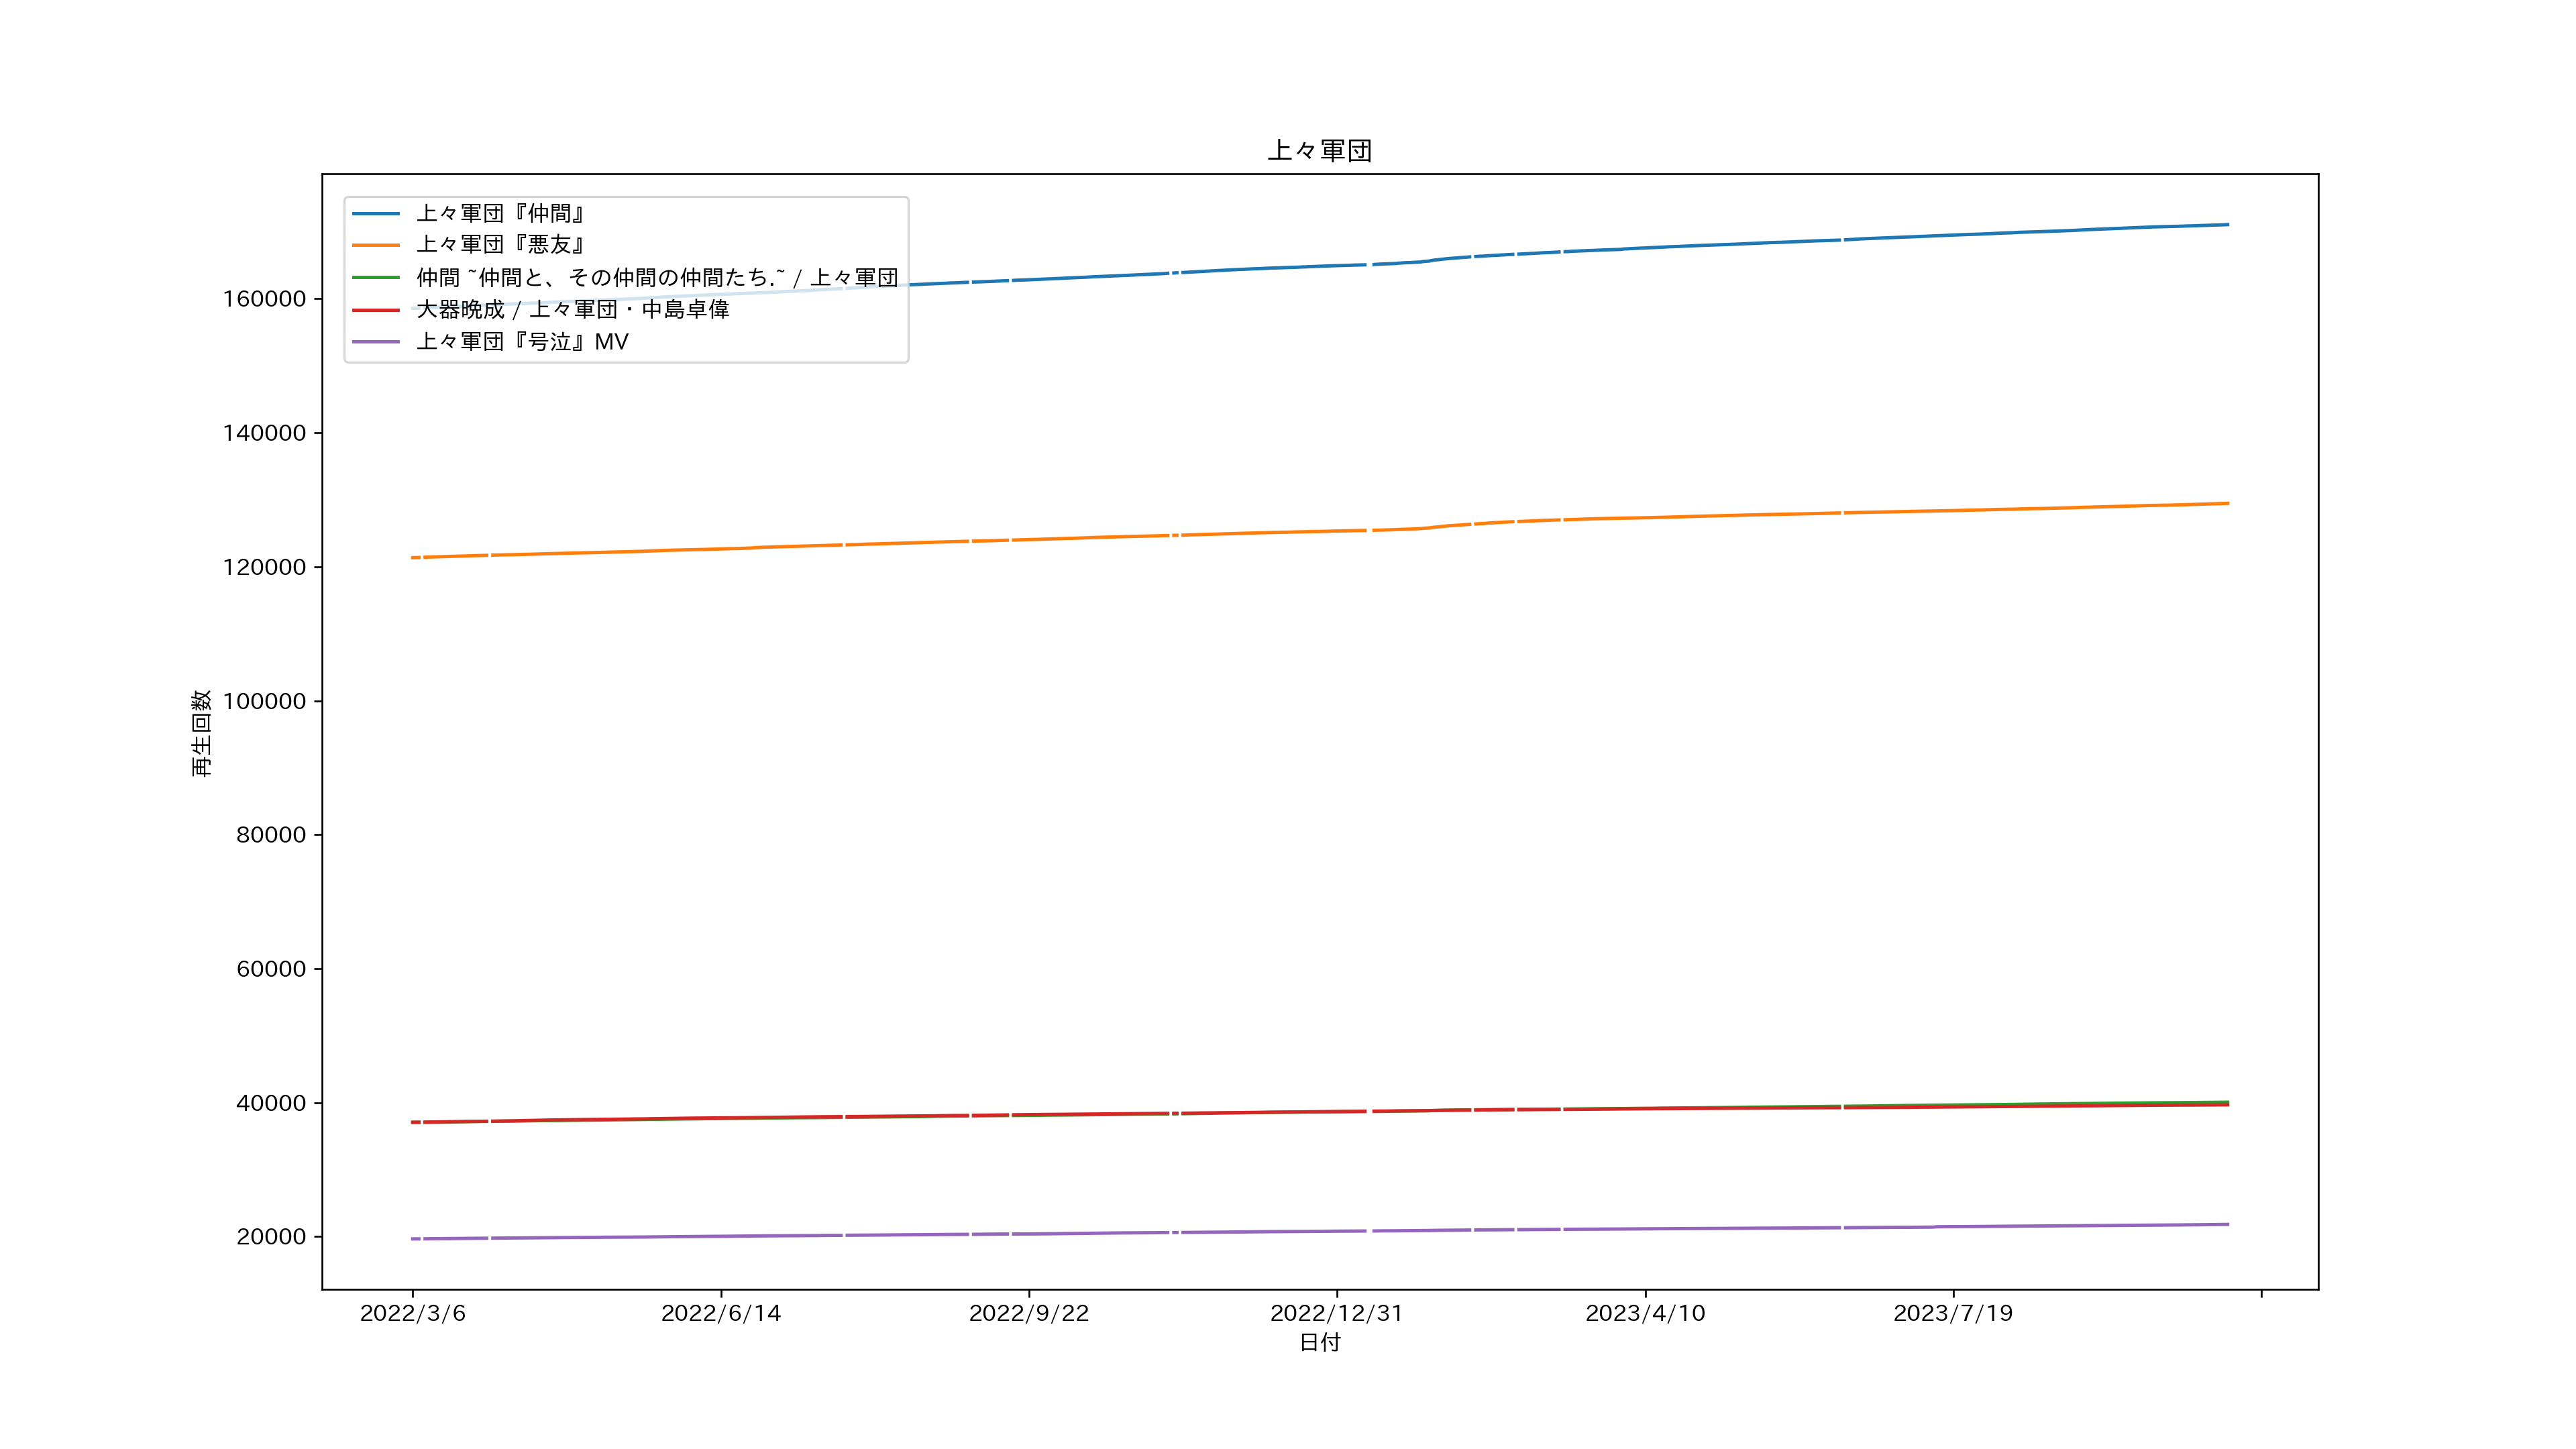 上々軍団
上々軍団『仲間』
上々軍団『悪友』
仲間 ~仲間と、その仲間の仲間たち.~ / 上々軍団
大器晩成 / 上々軍団・中島卓偉
上々軍団『号泣』MV
再生回数
160000
140000
120000
100000
80000
60000
40000
20000
2022/3/6
2022/6/14
2022/9/22
2022/12/31
2023/4/10
2023/7/19
日付